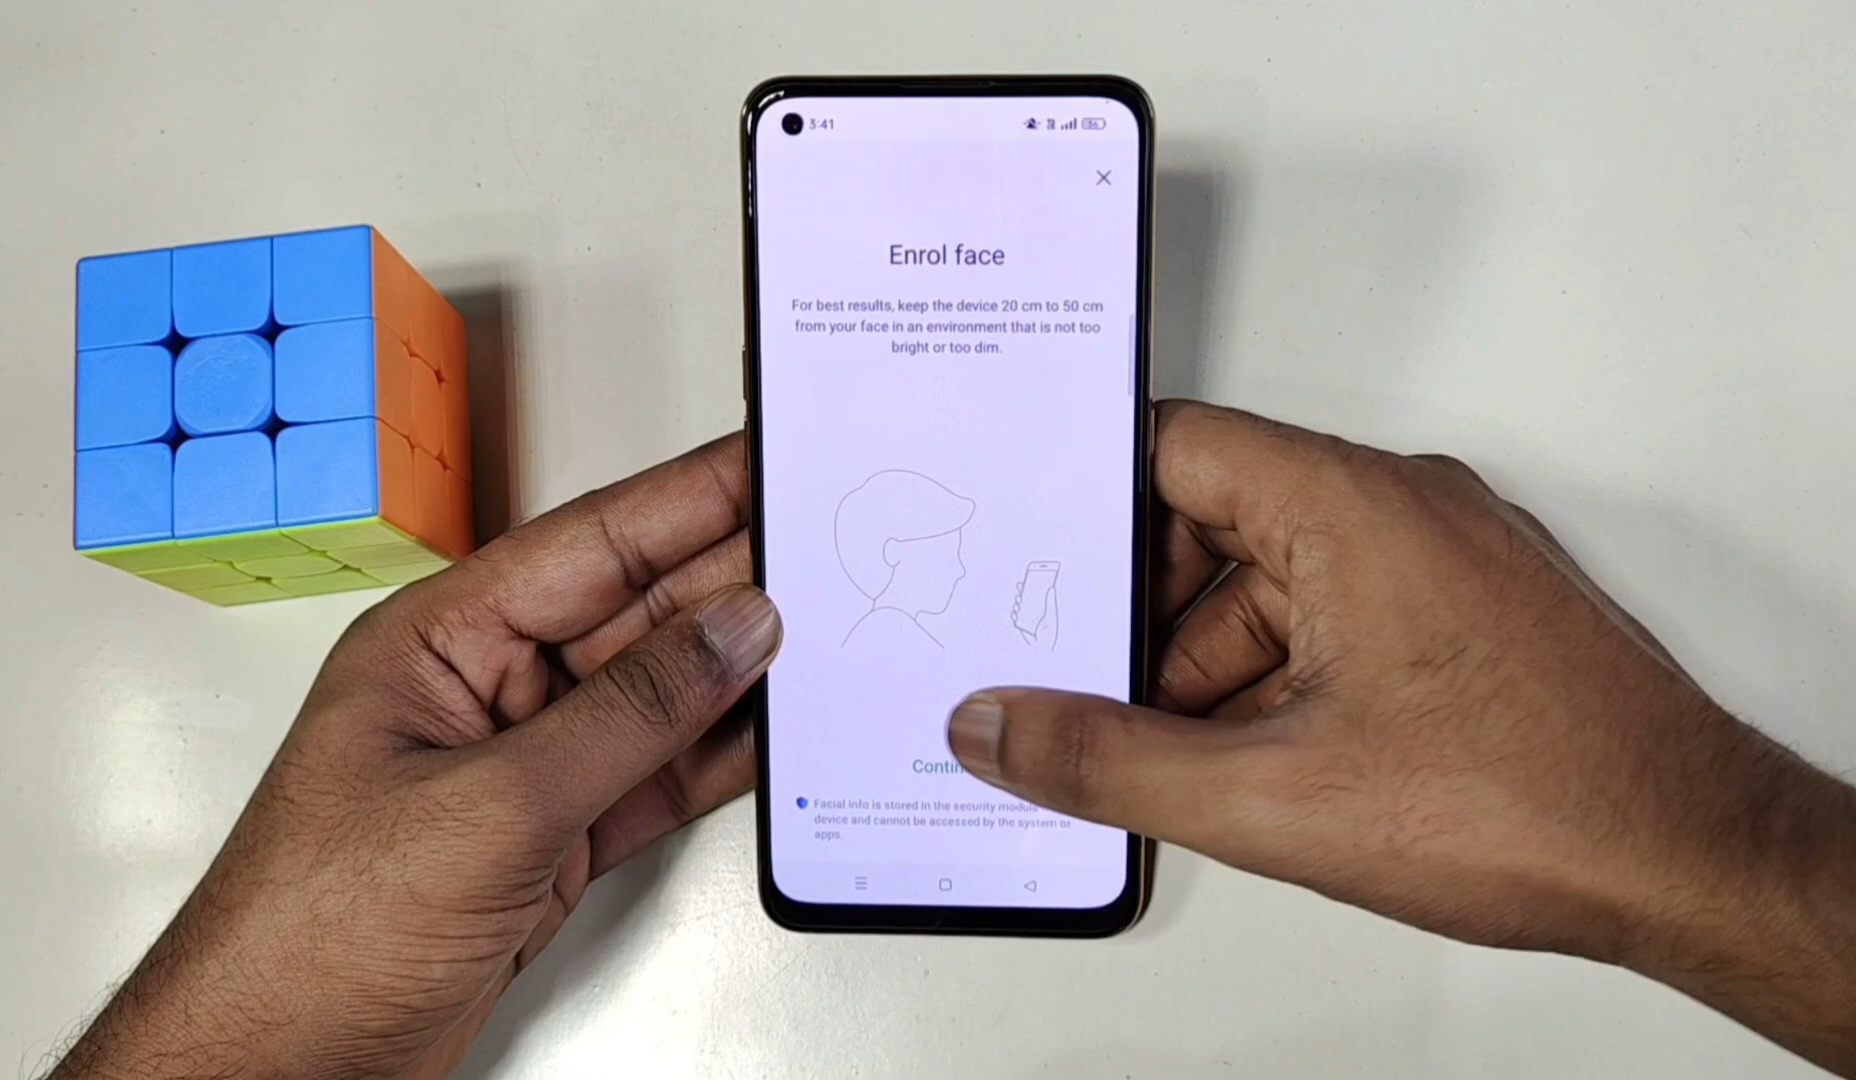 3:41
Enrol face
For best results, keep the device 20 cm to 50 cm
from your face in an environment that is not too
bright or too dim.
Contin
Facial info is stored in the security module
device and cannot be accessed by the system or
apps.